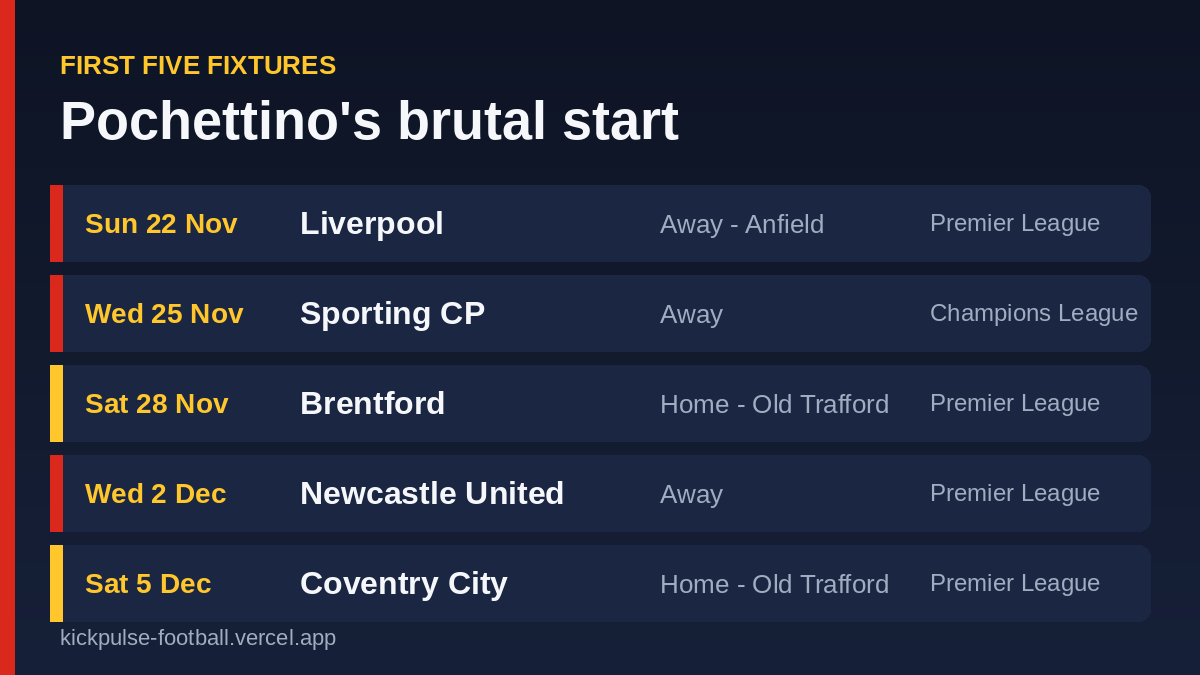 FIRST FIVE FIXTURES
Pochettino's brutal start
Sun 22 Nov Liverpool Away - Anfield Premier League
Wed 25 Nov Sporting CP Away Champions League
Sat 28 Nov Brentford Home - Old Trafford Premier League
Wed 2 Dec Newcastle United Away Premier League
Sat 5 Dec Coventry City Home - Old Trafford Premier League
kickpulse-football.vercel.app